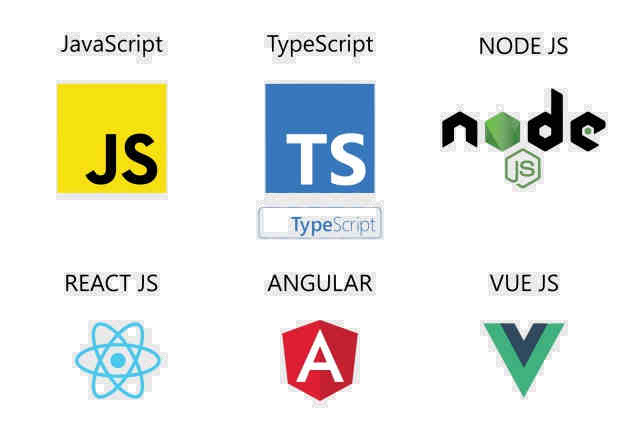 JavaScript
TypeScript
NODE JS
JS
TS
node
JS
TypeScript
REACT JS
ANGULAR
VUE JS
A